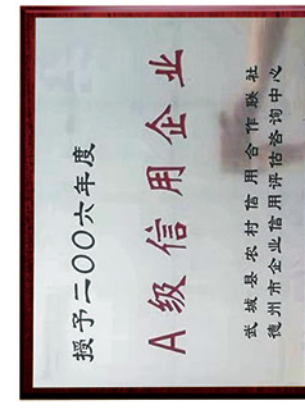 授予二〇〇六年度
A级信用企业
武城县农村信用合作联社
德州市企业信用评估咨询中心